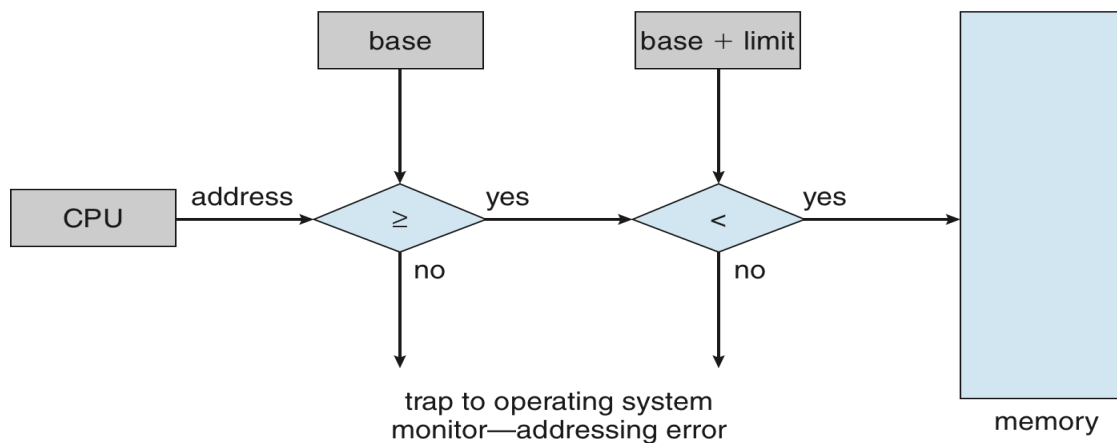 base
base + limit
CPU
address
≥
yes
<
yes
no
no
trap to operating system
monitor—addressing error
memory